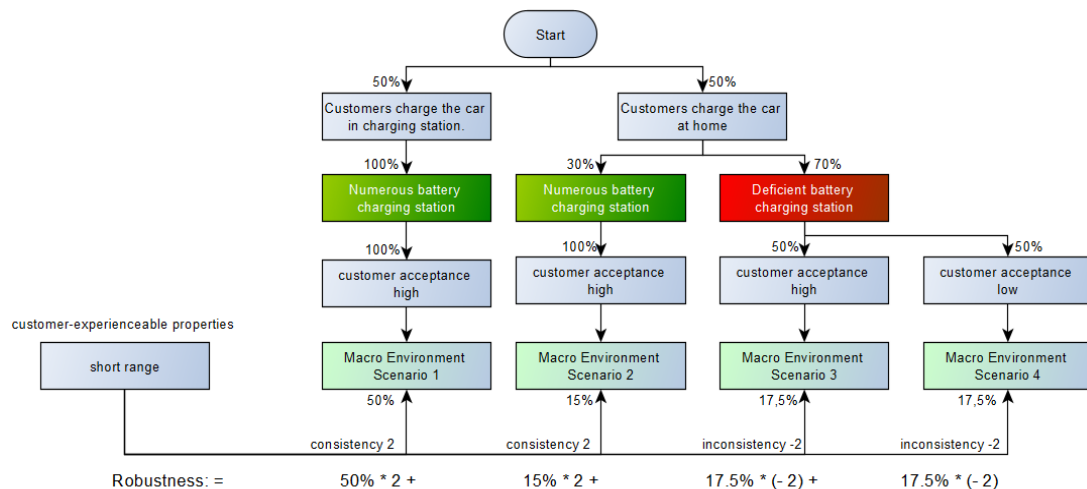 Start
50%
50%
Customers charge the car
in charging station.
Customers charge the car
at home
100%
30%
70%
Numerous battery
charging station
Numerous battery
charging station
Deficient battery
charging station
100%
100%
50%
50%
customer acceptance
high
customer acceptance
high
customer acceptance
high
customer acceptance
low
customer-experienceable properties
short range
Macro Environment
Scenario 1
Macro Environment
Scenario 2
Macro Environment
Scenario 3
Macro Environment
Scenario 4
50%
15%
17,5%
17,5%
consistency 2
consistency 2
inconsistency -2
inconsistency -2
Robustness: = 50% * 2 + 15% * 2 + 17.5% * (- 2) + 17.5% * (- 2)